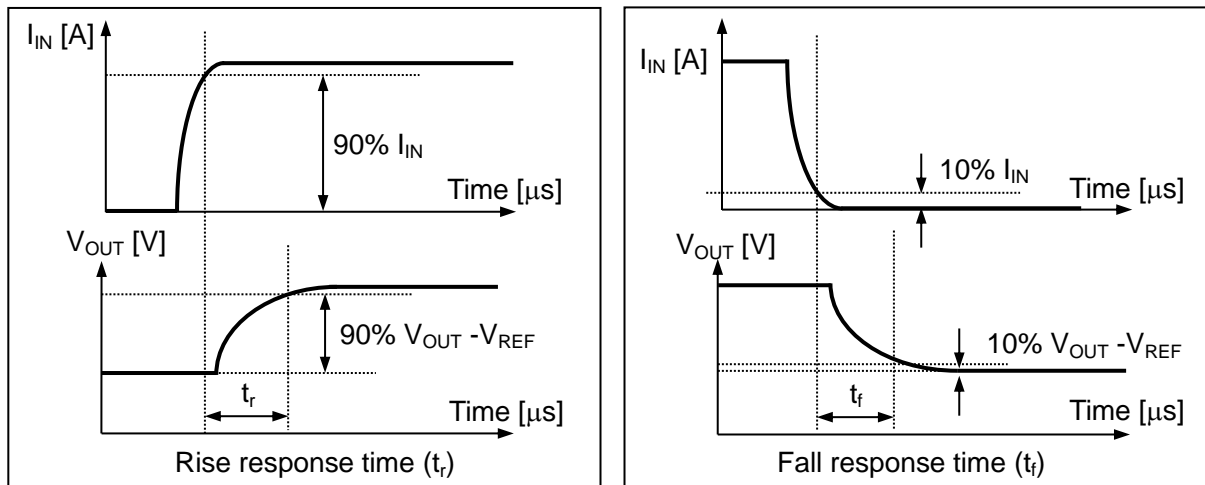 I_IN [A]
90% I_IN
Time [μs]
V_OUT [V]
90% V_OUT -V_REF
t_r
Time [μs]
Rise response time (t_r)
I_IN [A]
10% I_IN
Time [μs]
V_OUT [V]
10% V_OUT -V_REF
t_f
Time [μs]
Fall response time (t_f)